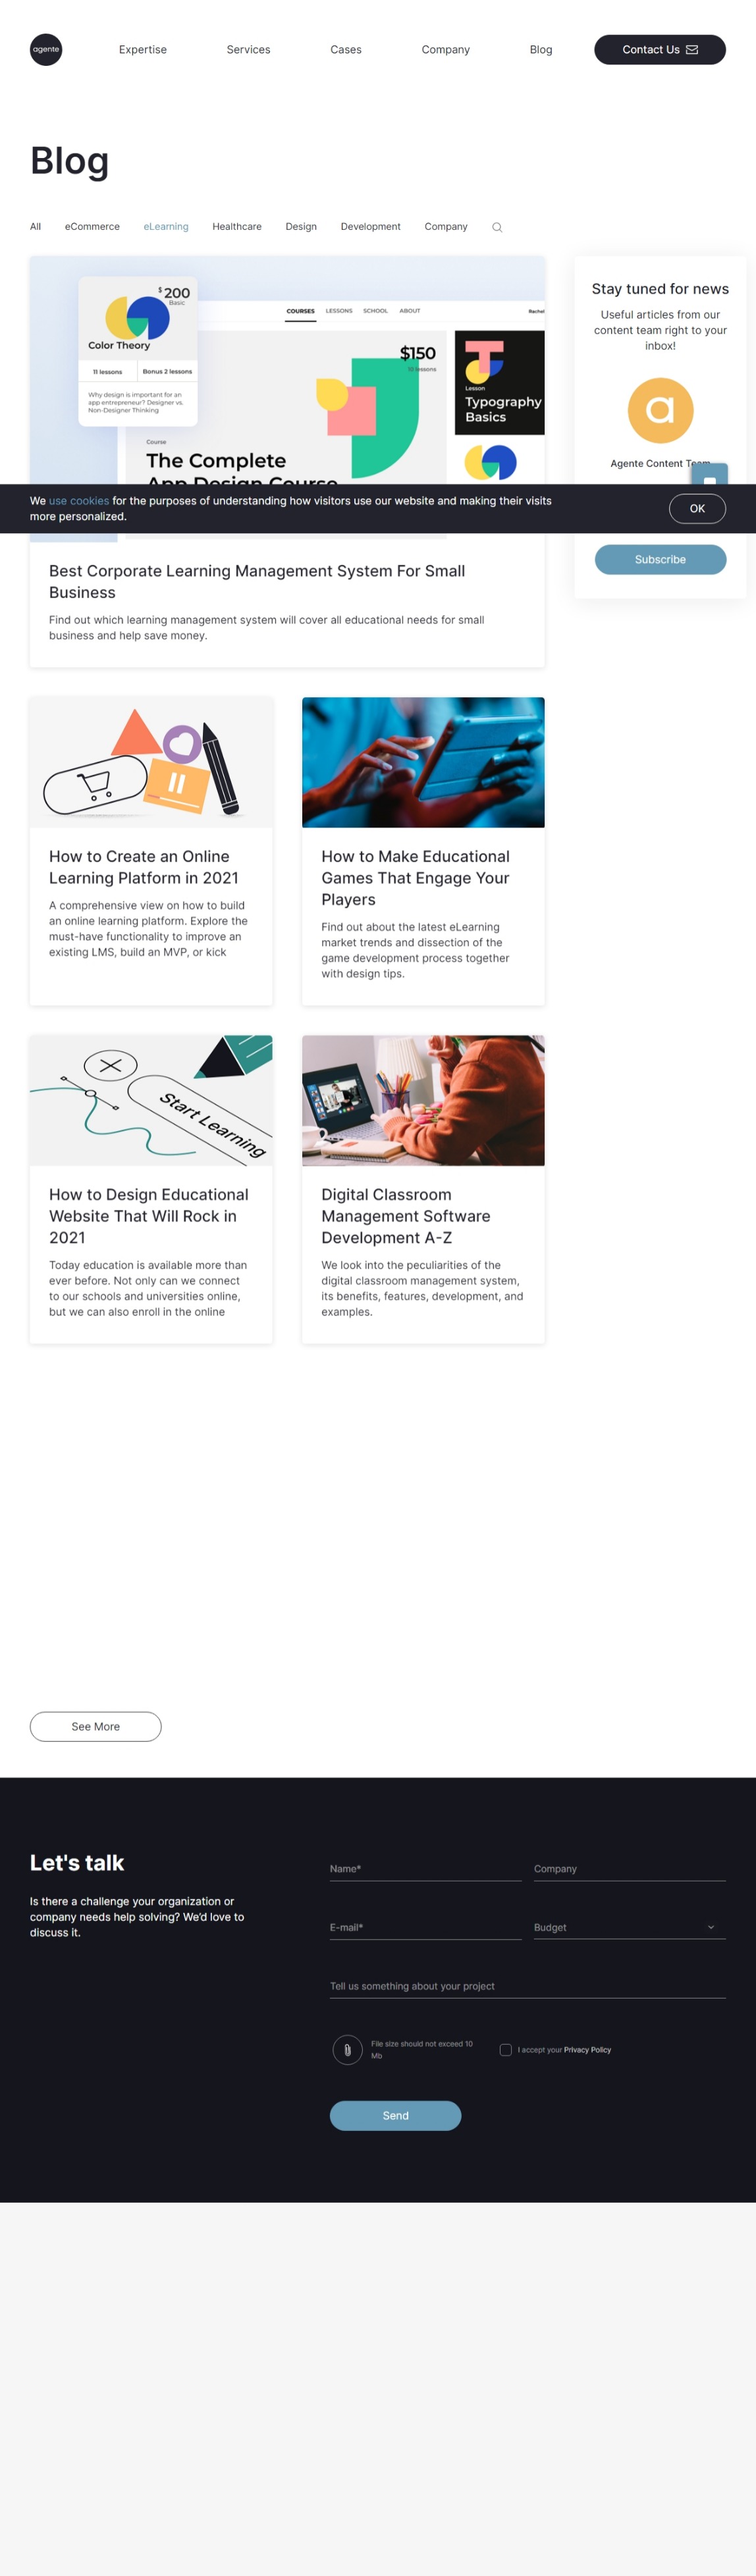 agente
Expertise
Services
Cases
Company
Blog
Contact Us
Blog
All
eCommerce
eLearning
Healthcare
Design
Development
Company
$ 200
Basic
Color Theory
11 lessons
Bonus 2 lessons
Why design is important for an
app entrepreneur? Designer vs.
Non-Designer Thinking
COURSES
LESSONS
SCHOOL
ABOUT
Rachel
$150
lessons
Course
The Complete
App Design Course
Lesson
Typography
Basics
Stay tuned for news
Useful articles from our
content team right to your
inbox!
a
Agente Content Team
We use cookies for the purposes of understanding how visitors use our website and making their visits
more personalized.
OK
Subscribe
Best Corporate Learning Management System For Small
Business
Find out which learning management system will cover all educational needs for small
business and help save money.
How to Create an Online
Learning Platform in 2021
A comprehensive view on how to build
an online learning platform. Explore the
must-have functionality to improve an
existing LMS, build an MVP, or kick
How to Make Educational
Games That Engage Your
Players
Find out about the latest eLearning
market trends and dissection of the
game development process together
with design tips.
Start Learning
How to Design Educational
Website That Will Rock in
2021
Today education is available more than
ever before. Not only can we connect
to our schools and universities online,
but we can also enroll in the online
Digital Classroom
Management Software
Development A-Z
We look into the peculiarities of the
digital classroom management system,
its benefits, features, development, and
examples.
See More
Let's talk
Is there a challenge your organization or
company needs help solving? We'd love to
discuss it.
Name*
Company
E-mail*
Budget
Tell us something about your project
File size should not exceed 10
Mb
I accept your Privacy Policy
Send